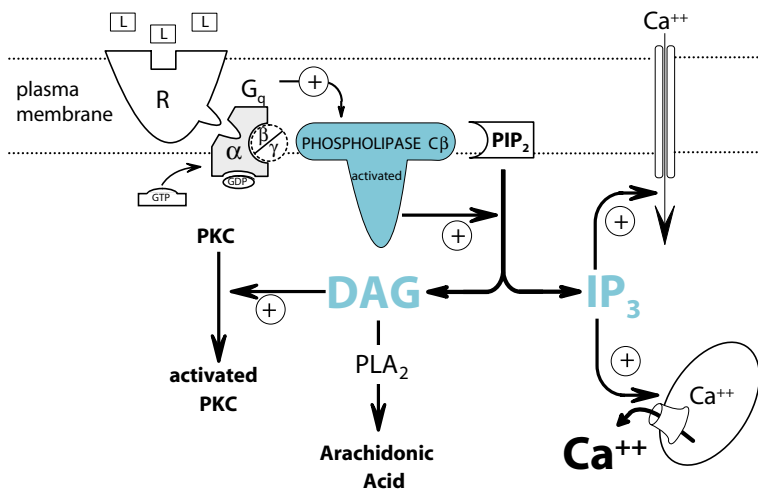 L
L
L
Ca⁺⁺
plasma
membrane
R
G
q
+
α
β
γ
GDP
GTP
PHOSPHOLIPASE Cβ
activated
PIP₂
+
+
PKC
+
DAG
IP₃
activated
PKC
PLA₂
+
Arachidonic
Acid
Ca⁺⁺
Ca⁺⁺